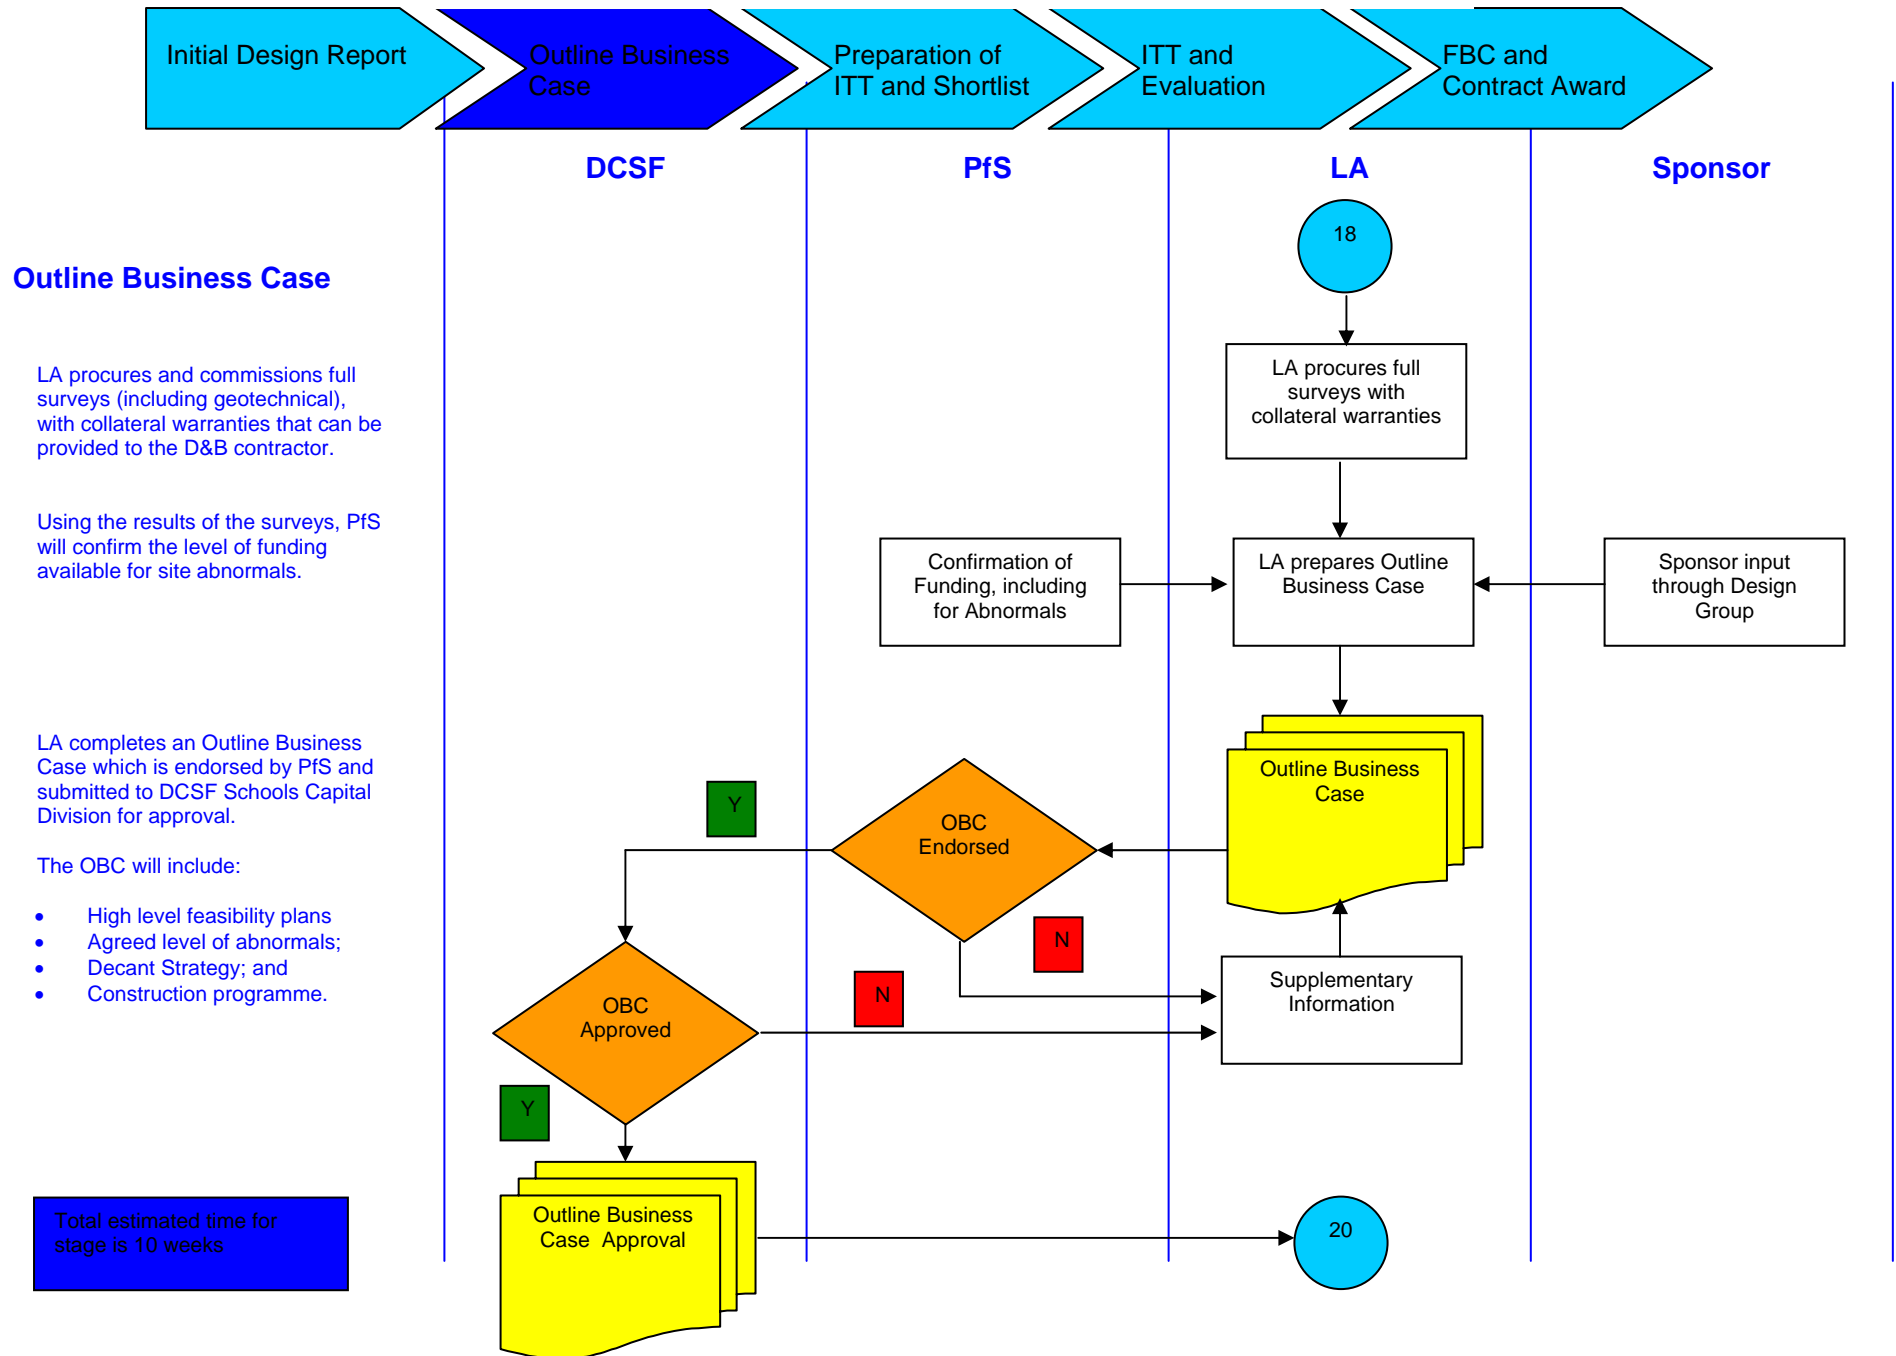 Initial Design Report
Outline Business
Case
Preparation of
ITT and Shortlist
ITT and
Evaluation
FBC and
Contract Award
DCSF
PfS
LA
Sponsor
18
Outline Business Case
LA procures and commissions full
surveys (including geotechnical),
with collateral warranties that can be
provided to the D&B contractor.
LA procures full
surveys with
collateral warranties
Using the results of the surveys, PfS
will confirm the level of funding
available for site abnormals.
Confirmation of
Funding, including
for Abnormals
LA prepares Outline
Business Case
Sponsor input
through Design
Group
LA completes an Outline Business
Case which is endorsed by PfS and
submitted to DCSF Schools Capital
Division for approval.
The OBC will include:
• High level feasibility plans
• Agreed level of abnormals;
• Decant Strategy; and
• Construction programme.
Outline Business
Case
Y
OBC
Endorsed
N
N
Supplementary
Information
OBC
Approved
Y
Total estimated time for
stage is 10 weeks
Outline Business
Case Approval
20